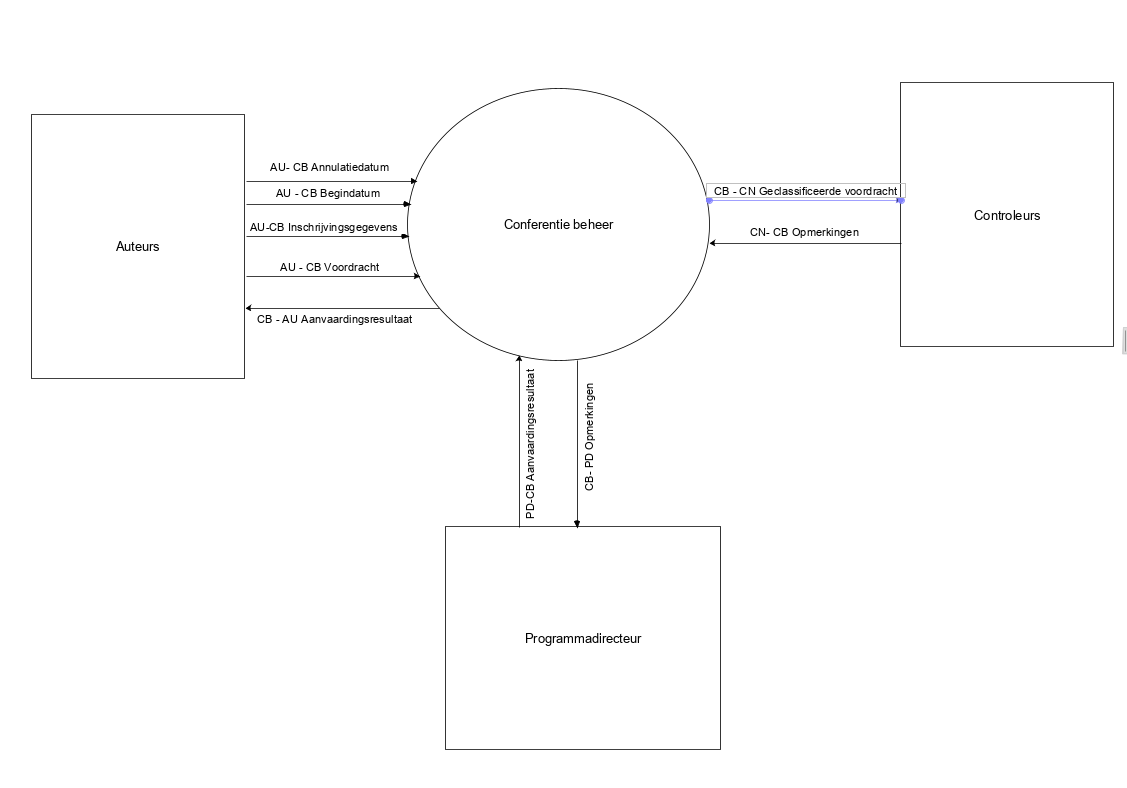 AU- CB Annulatiedatum
AU - CB Begindatum
AU-CB Inschrijvingsgegevens
AU - CB Voordracht
CB - AU Aanvaardingsresultaat
Auteurs
Conferentie beheer
CB - CN Geclassificeerde voordracht
CN- CB Opmerkingen
Controleurs
PD-CB Aanvaardingsresultaat
CB- PD Opmerkingen
Programmadirecteur